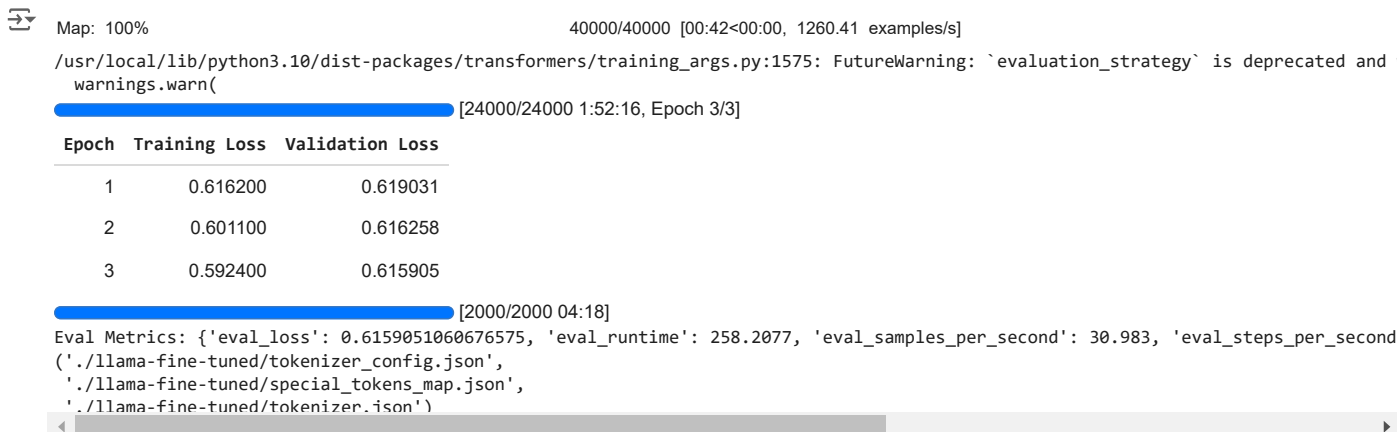 Map: 100% 40000/40000 [00:42<00:00, 1260.41 examples/s]
/usr/local/lib/python3.10/dist-packages/transformers/training_args.py:1575: FutureWarning: `evaluation_strategy` is deprecated and
warnings.warn(
[24000/24000 1:52:16, Epoch 3/3]
Epoch Training Loss Validation Loss
1 0.616200 0.619031
2 0.601100 0.616258
3 0.592400 0.615905
[2000/2000 04:18]
Eval Metrics: {'eval_loss': 0.6159051060676575, 'eval_runtime': 258.2077, 'eval_samples_per_second': 30.983, 'eval_steps_per_second
('./llama-fine-tuned/tokenizer_config.json',
'./llama-fine-tuned/special_tokens_map.json',
'./llama-fine-tuned/tokenizer.json')